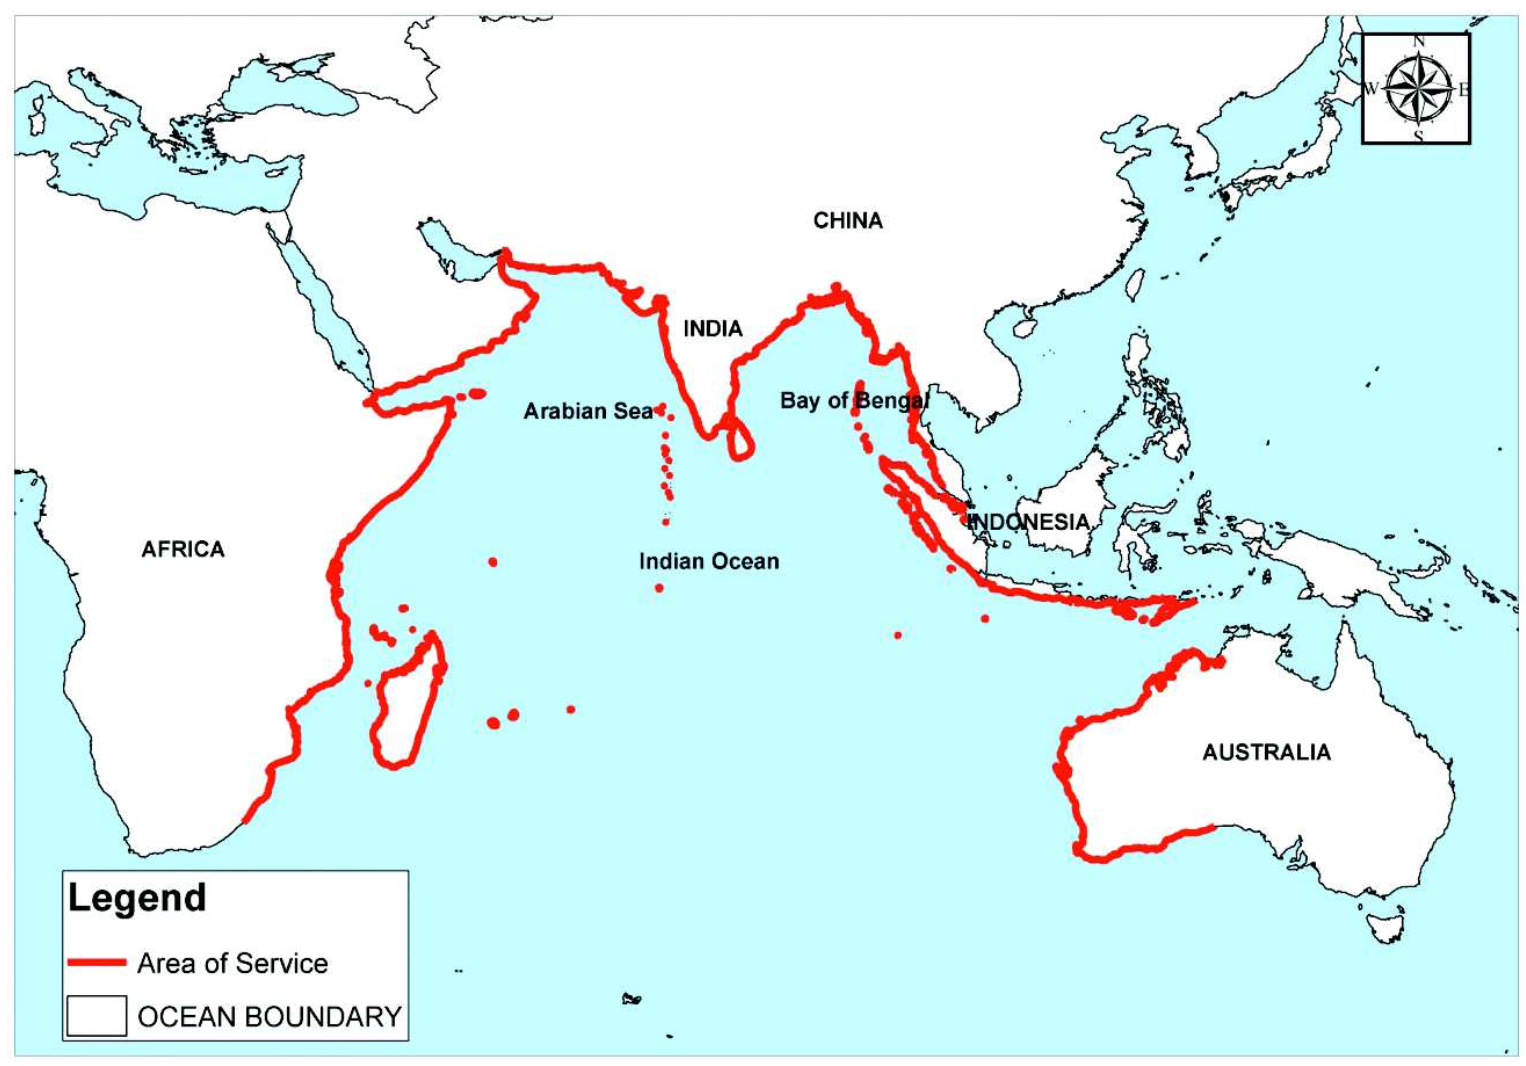 N
W E
S
CHINA
INDIA
Arabian Sea
Bay of Bengal
INDONESIA
AFRICA
Indian Ocean
AUSTRALIA
Legend
Area of Service
OCEAN BOUNDARY